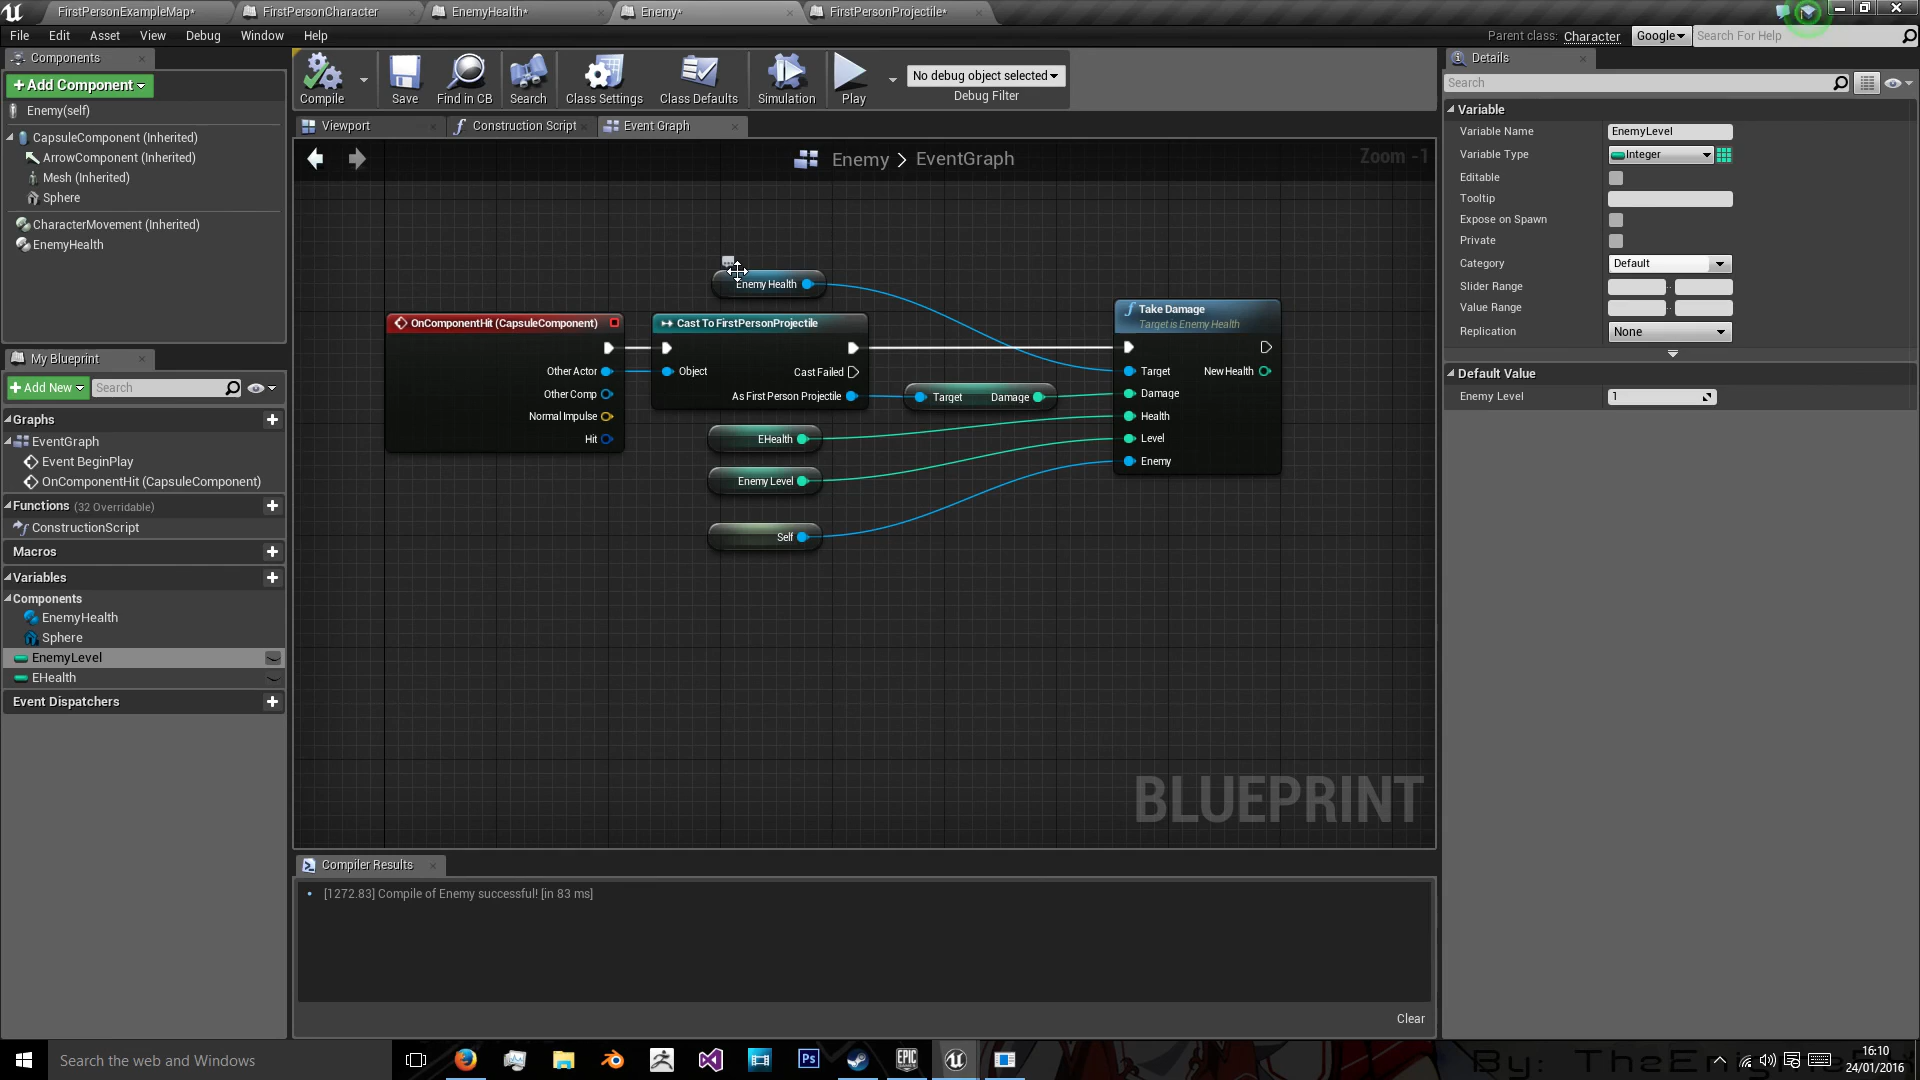 FirstPersonExampleMap*
FirstPersonCharacter
EnemyHealth*
Enemy*
FirstPersonProjectile*
File Edit Asset View Debug Window Help
Parent class: Character
Google
Search For Help
Components
+Add Component
Enemy(self)
CapsuleComponent (Inherited)
ArrowComponent (Inherited)
Mesh (Inherited)
Sphere
CharacterMovement (Inherited)
EnemyHealth
My Blueprint
+Add New
Search
Graphs
EventGraph
Event BeginPlay
OnComponentHit (CapsuleComponent)
Functions (32 Overridable)
ConstructionScript
Macros
Variables
Components
EnemyHealth
Sphere
EnemyLevel
EHealth
Event Dispatchers
Compile
Save
Find in CB
Search
Class Settings
Class Defaults
Simulation
Play
No debug object selected
Debug Filter
Viewport
Construction Script
Event Graph
Enemy > EventGraph
Zoom -1
Enemy Health
OnComponentHit (CapsuleComponent)
Other Actor
Other Comp
Normal Impulse
Hit
Cast To FirstPersonProjectile
Object
Cast Failed
As First Person Projectile
Target Damage
EHealth
Enemy Level
Self
Take Damage
Target is Enemy Health
Target
New Health
Damage
Health
Level
Enemy
BLUEPRINT
Compiler Results
[1272.83] Compile of Enemy successful! [in 83 ms]
Clear
Details
Search
Variable
Variable Name EnemyLevel
Variable Type Integer
Editable
Tooltip
Expose on Spawn
Private
Category Default
Slider Range
Value Range
Replication None
Default Value
Enemy Level 1
Search the web and Windows
Ps
EPIC GAMES
16:10
24/01/2016